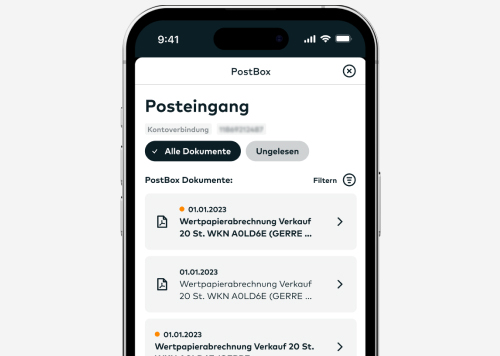 9:41
PostBox
Posteingang
Kontoverbindung
✓ Alle Dokumente Ungelesen
PostBox Dokumente: Filtern
01.01.2023
Wertpapierabrechnung Verkauf
20 St. WKN A0LD6E (GERRE ...
01.01.2023
Wertpapierabrechnung Verkauf
20 St. WKN A0LD6E (GERRE ...
01.01.2023
Wertpapierabrechnung Verkauf 20 St.